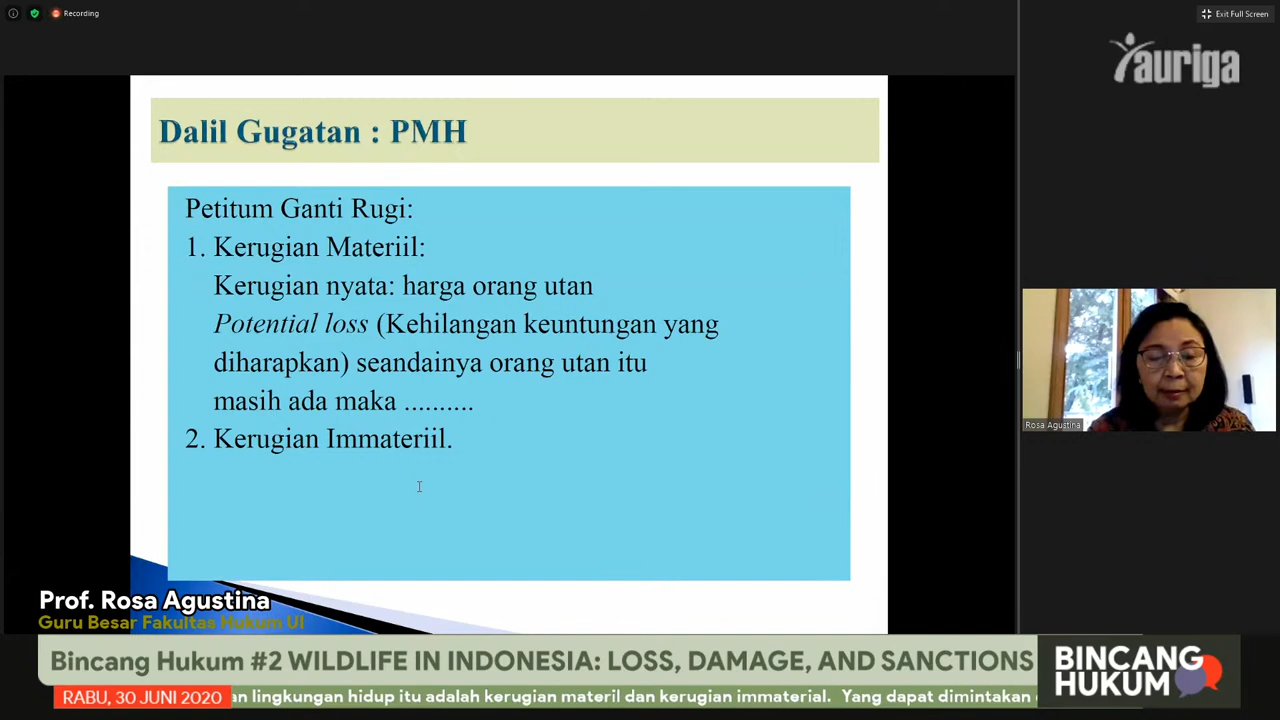 Recording
Exit Full Screen
auriga
Dalil Gugatan : PMH
Petitum Ganti Rugi:
1. Kerugian Materiil:
Kerugian nyata: harga orang utan
Potential loss (Kehilangan keuntungan yang
diharapkan) seandainya orang utan itu
masih ada maka ..........
2. Kerugian Immateriil.
Rosa Agustina
Prof. Rosa Agustina
Guru Besar Fakultas Hukum UI
Bincang Hukum #2 WILDLIFE IN INDONESIA: LOSS, DAMAGE, AND SANCTIONS
BINCANG
HUKUM
RABU, 30 JUNI 2020
an lingkungan hidup itu adalah kerugian materil dan kerugian immaterial. Yang dapat dimintakan